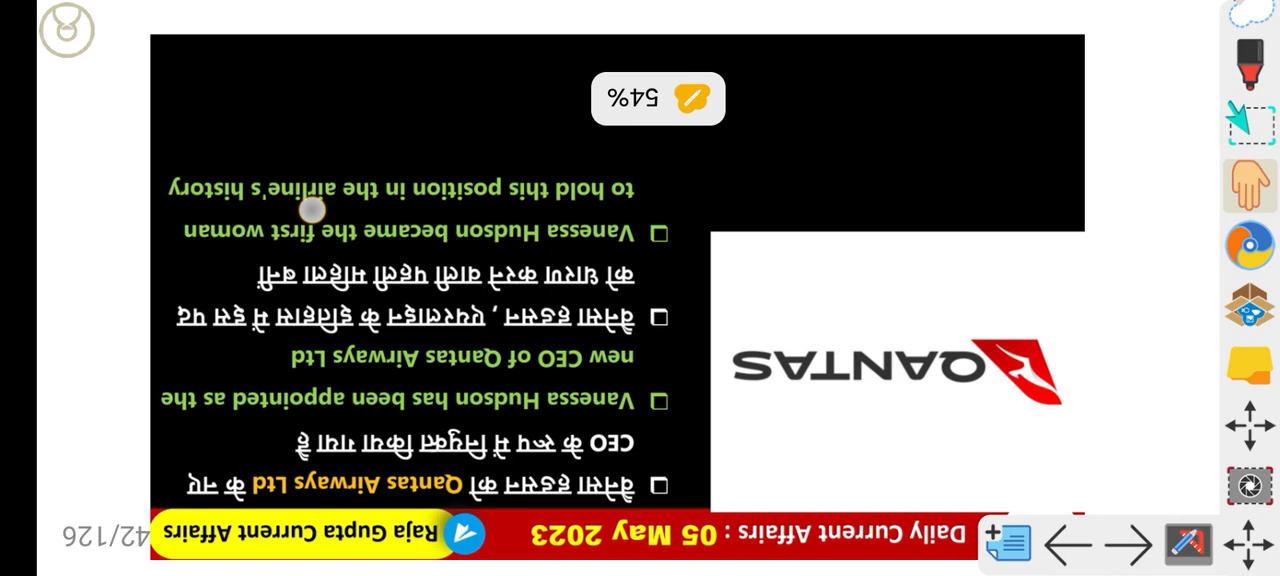 Daily Current Affairs : 05 May 2023
Raja Gupta Current Affairs
42/126
❑ वैनेसा हडसन को Qantas Airways Ltd के नए
CEO के रूप में नियुक्त किया गया है
❑ Vanessa Hudson has been appointed as the
new CEO of Qantas Airways Ltd
❑ वैनेसा हडसन , एयरलाइन के इतिहास में इस पद
को धारण करने वाली पहली महिला बनी
❑ Vanessa Hudson became the first woman
to hold this position in the airline's history
QANTAS
54%